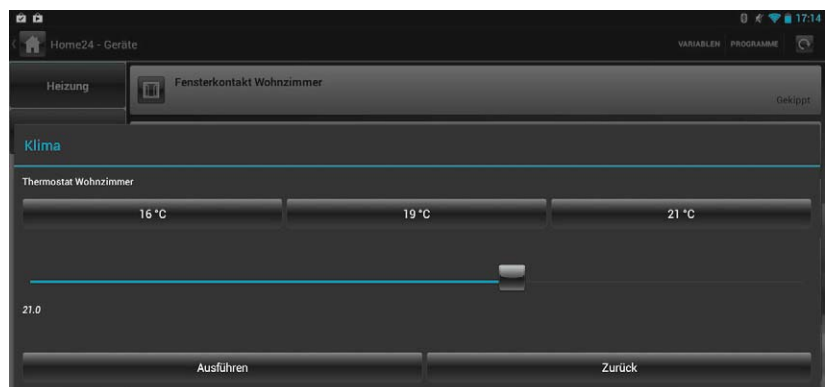 17:14
Home24 - Geräte VARIABLEN PROGRAMME
Heizung Fensterkontakt Wohnzimmer
Gekippt
Klima
Thermostat Wohnzimmer
16 °C 19 °C 21 °C
21.0
Ausführen Zurück